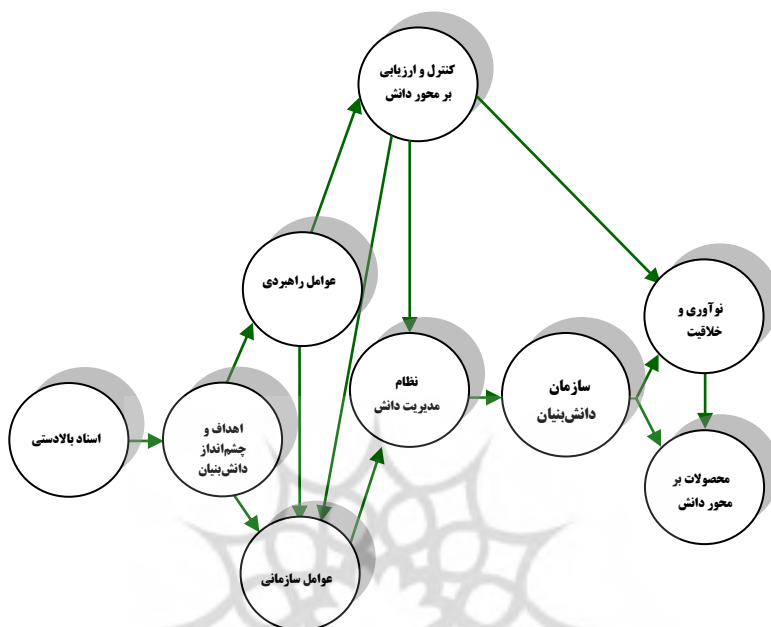 کنترل و ارزیابی
بر محور دانش
عوامل راهبردی
نوآوری و
خلاقیت
نظام
مدیریت دانش
سازمان
دانش‌بنیان
اسناد بالادستی
اهداف و
چشم‌انداز
دانش‌بنیان
محصولات بر
محور دانش
عوامل سازمانی